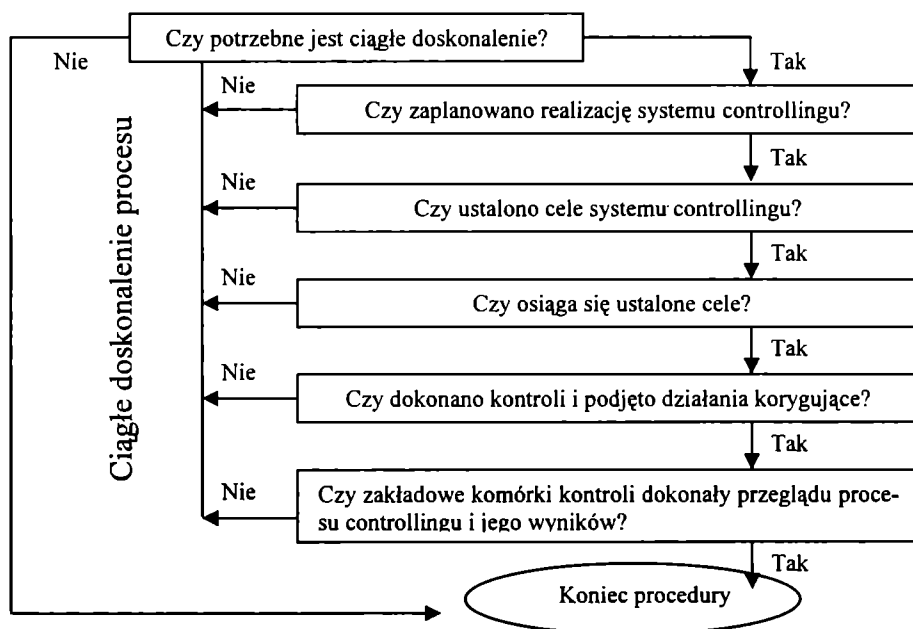 Czy potrzebne jest ciągłe doskonalenie?
Nie
Tak
Nie
Czy zaplanowano realizację systemu controllingu?
Tak
Nie
Czy ustalono cele systemu controllingu?
Tak
Nie
Czy osiąga się ustalone cele?
Tak
Nie
Czy dokonano kontroli i podjęto działania korygujące?
Tak
Nie
Czy zakładowe komórki kontroli dokonały przeglądu proce-
su controllingu i jego wyników?
Tak
Koniec procedury
Ciągłe doskonalenie procesu